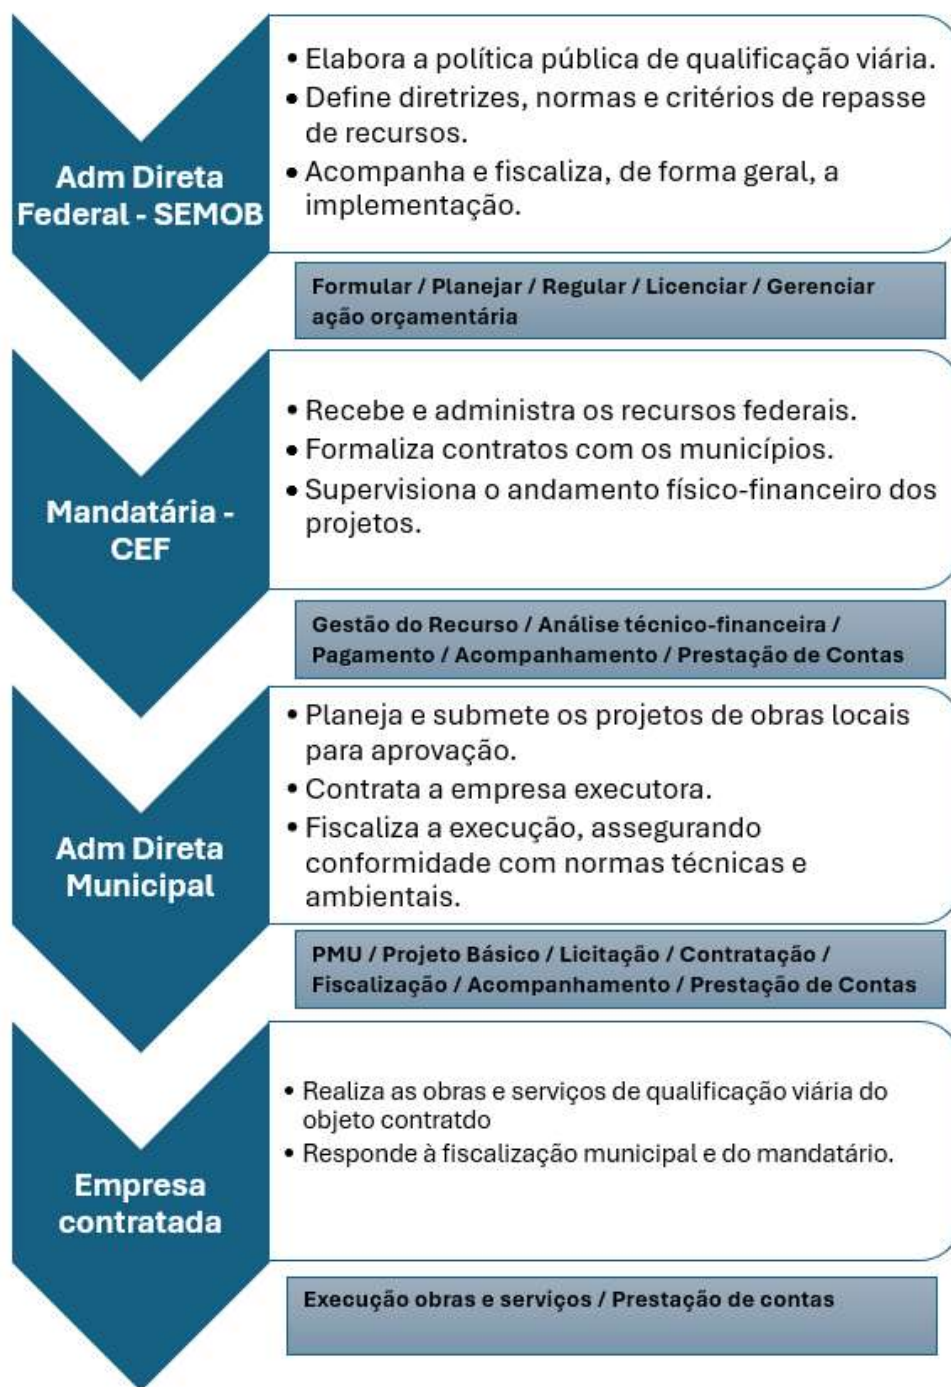 Adm Direta
Federal - SEMOB
• Elabora a política pública de qualificação viária.
• Define diretrizes, normas e critérios de repasse
de recursos.
• Acompanha e fiscaliza, de forma geral, a
implementação.
Formular / Planejar / Regular / Licenciar / Gerenciar
ação orçamentária
Mandatária -
CEF
• Recebe e administra os recursos federais.
• Formaliza contratos com os municípios.
• Supervisiona o andamento físico-financeiro dos
projetos.
Gestão do Recurso / Análise técnico-financeira /
Pagamento / Acompanhamento / Prestação de Contas
Adm Direta
Municipal
• Planeja e submete os projetos de obras locais
para aprovação.
• Contrata a empresa executora.
• Fiscaliza a execução, assegurando
conformidade com normas técnicas e
ambientais.
PMU / Projeto Básico / Licitação / Contratação /
Fiscalização / Acompanhamento / Prestação de Contas
Empresa
contratada
• Realiza as obras e serviços de qualificação viária do
objeto contratdo
• Responde à fiscalização municipal e do mandatário.
Execução obras e serviços / Prestação de contas